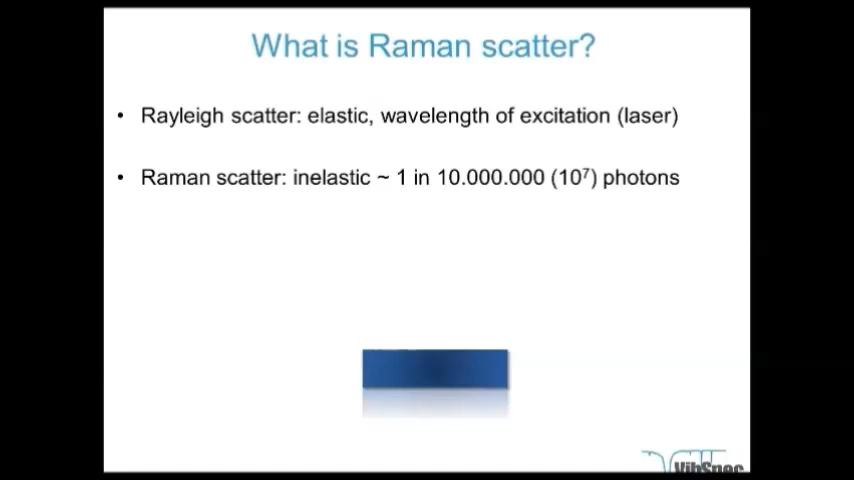 What is Raman scatter?
• Rayleigh scatter: elastic, wavelength of excitation (laser)
• Raman scatter: inelastic ~ 1 in 10.000.000 (10⁷) photons
VibSpec